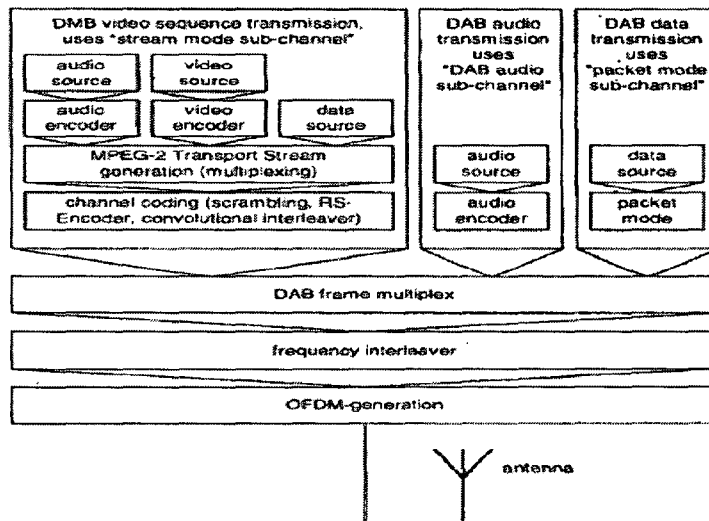 DMB video sequence transmission,
uses "stream mode sub-channel"
audio
source
video
source
audio
encoder
video
encoder
data
source
MPEG-2 Transport Stream
generation (multiplexing)
channel coding (scrambling, RS-
Encoder, convolutional interleaver)
DAB audio
transmission
uses
"DAB audio
sub-channel"
audio
source
audio
encoder
DAB data
transmission
uses
"packet mode
sub-channel"
data
source
packet
mode
DAB frame multiplex
frequency interleaver
OFDM-generation
antenna